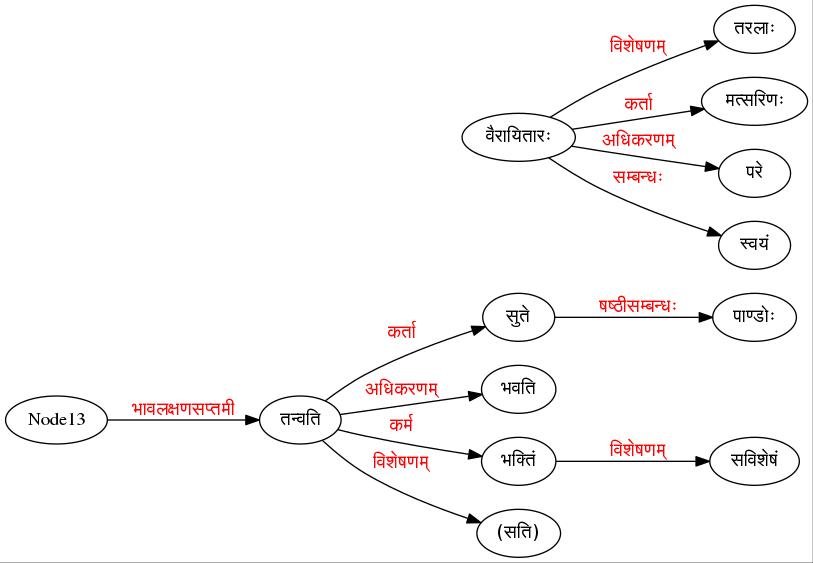 तरलाः
विशेषणम्
कर्ता
मत्सरिणः
वैरायितारः
अधिकरणम्
परे
सम्बन्धः
स्वयं
सुते
षष्ठीसम्बन्धः
पाण्डोः
कर्ता
अधिकरणम्
भवति
Node13
भावलक्षणसप्तमी
तन्वति
कर्म
भक्तिं
विशेषणम्
सविशेषं
विशेषणम्
(सति)